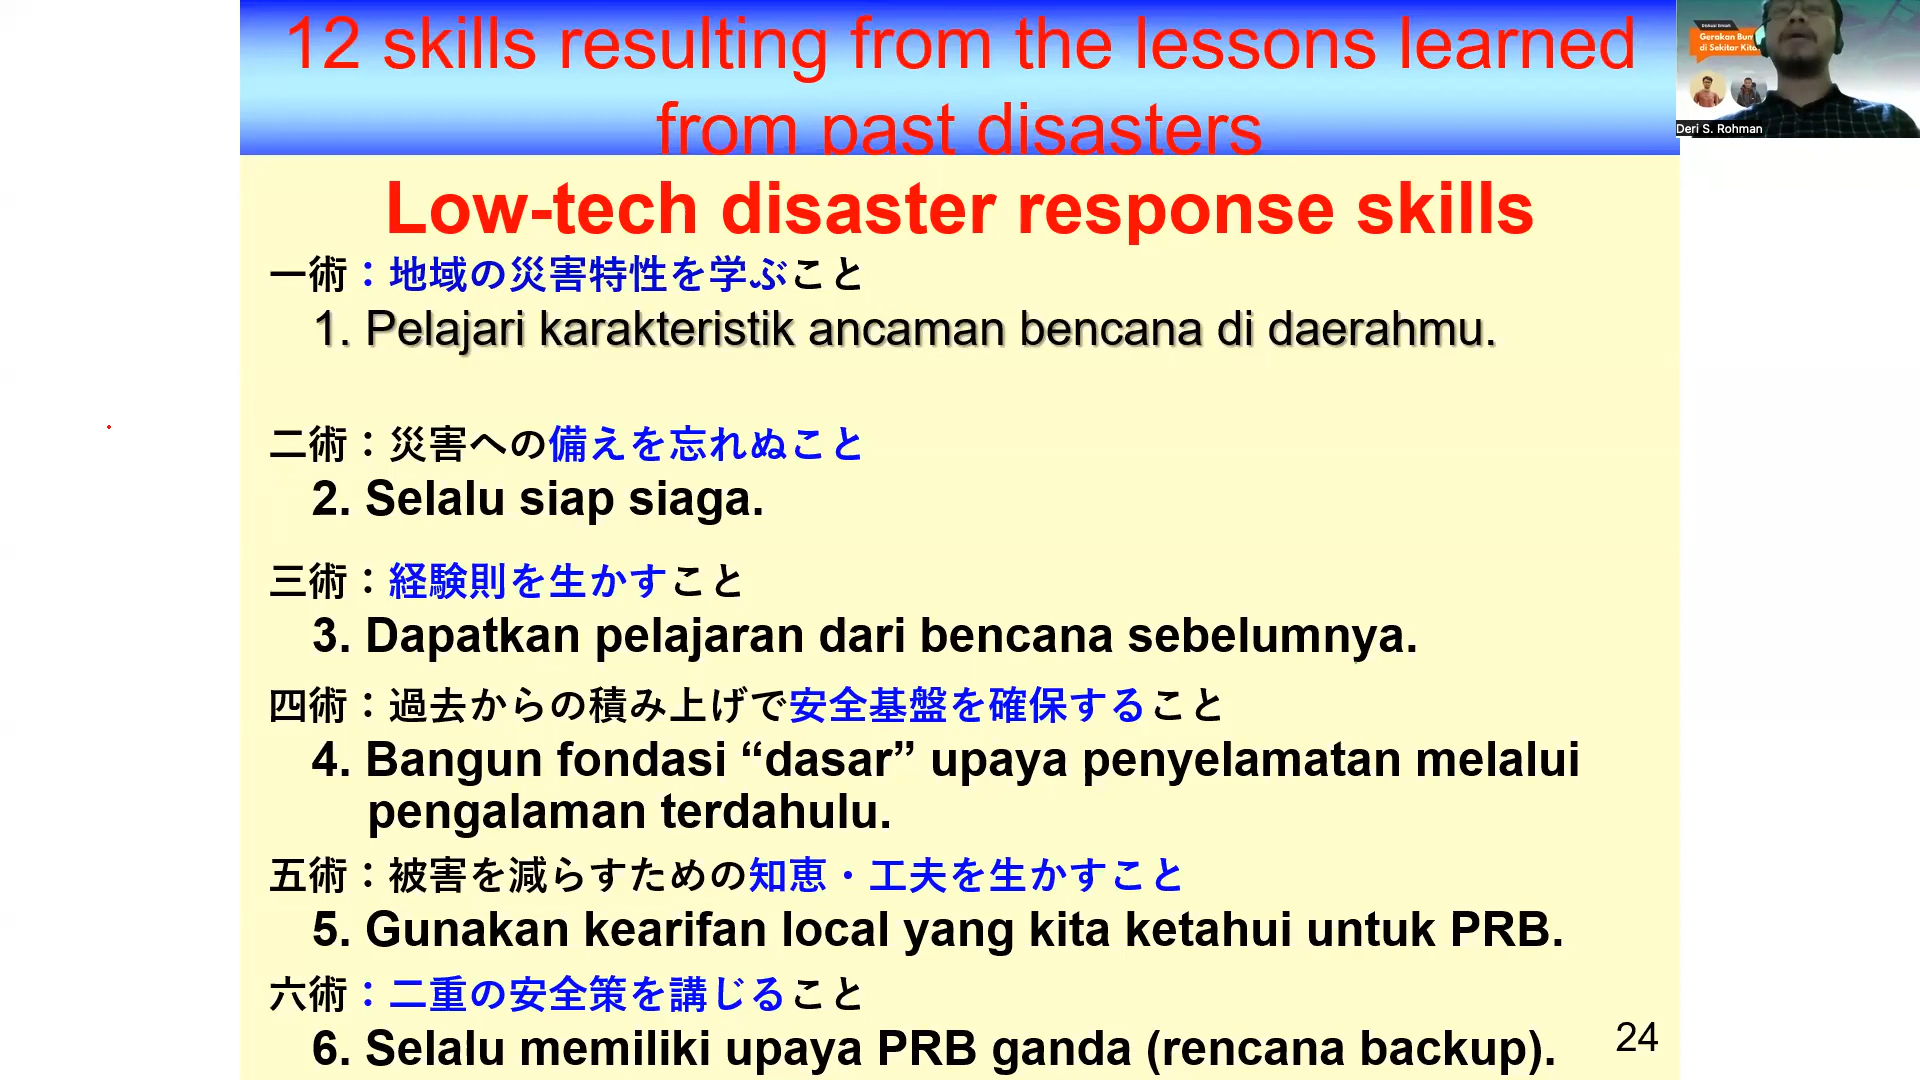 12 skills resulting from the lessons learned
from past disasters
Low-tech disaster response skills
一術：地域の災害特性を学ぶこと
1. Pelajari karakteristik ancaman bencana di daerahmu.
二術：災害への備えを忘れぬこと
2. Selalu siap siaga.
三術：経験則を生かすこと
3. Dapatkan pelajaran dari bencana sebelumnya.
四術：過去からの積み上げで安全基盤を確保すること
4. Bangun fondasi “dasar” upaya penyelamatan melalui
pengalaman terdahulu.
五術：被害を減らすための知恵・工夫を生かすこと
5. Gunakan kearifan local yang kita ketahui untuk PRB.
六術：二重の安全策を講じること
6. Selalu memiliki upaya PRB ganda (rencana backup).
24
Gerakan
di Sekitar Kita
Deri S. Rohman